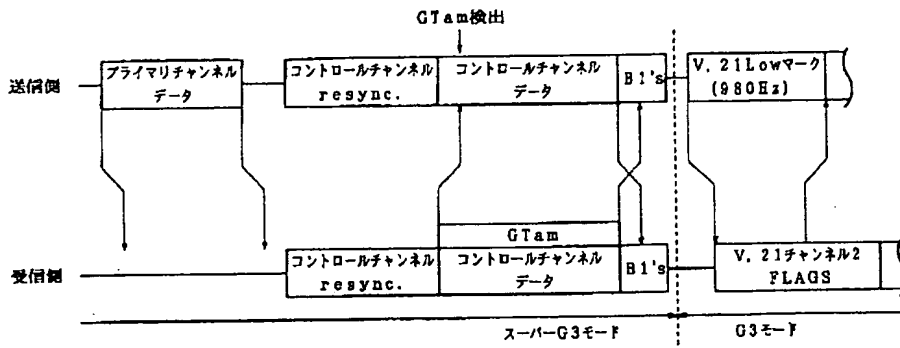 GTam検出
送信側
プライマリチャンネル
データ
コントロールチャンネル
resync.
コントロールチャンネル
データ
B1's
V.21Lowマーク
(980Hz)
GTam
受信側
コントロールチャンネル
resync.
コントロールチャンネル
データ
B1's
V.21チャンネル2
FLAGS
スーパーG3モード
G3モード